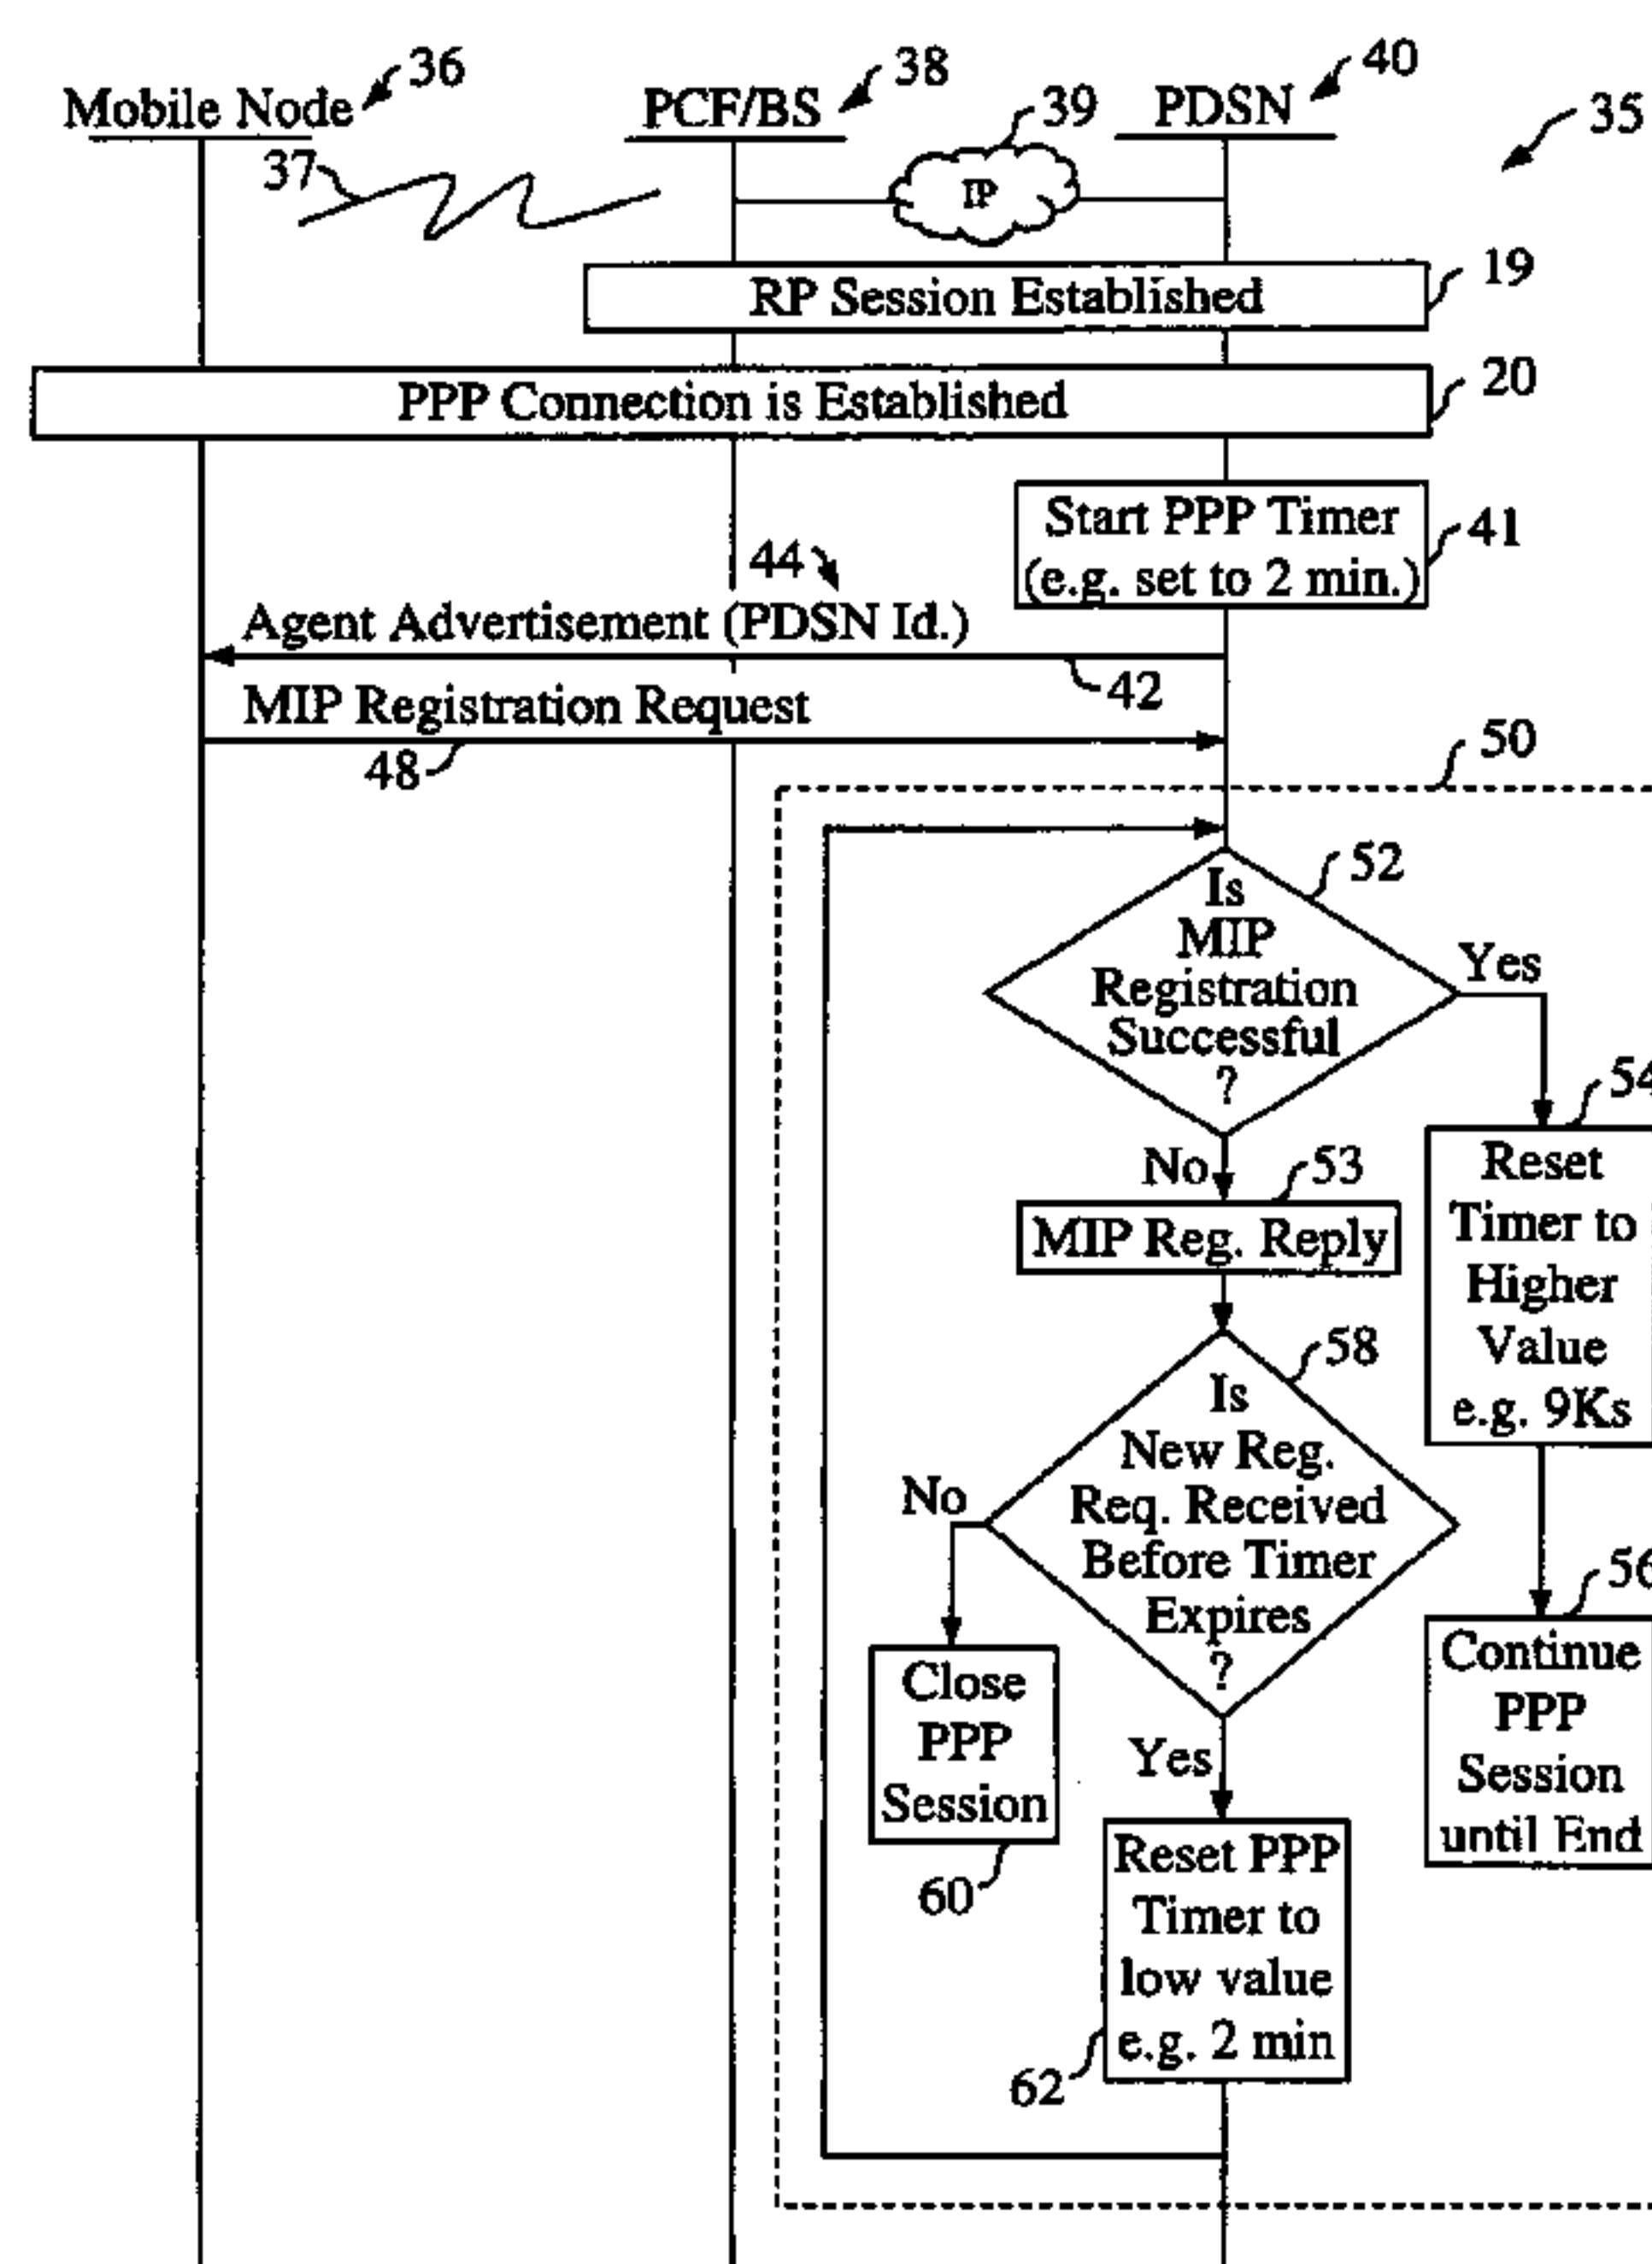 36
38
40
Mobile Node
PCF/BS
39
PDSN
35
37
IP
RP Session Established
19
PPP Connection is Established
20
Start PPP Timer
(e.g. set to 2 min.)
41
44
Agent Advertisement (PDSN Id.)
42
MIP Registration Request
48
50
Is
MIP
Registration
Successful
?
52
Yes
54
No
53
MIP Reg. Reply
Reset
Timer to
Higher
Value
e.g. 9Ks
58
Is
New Reg.
Req. Received
Before Timer
Expires
?
No
56
Close
PPP
Session
60
Yes
Continue
PPP
Session
until End
Reset PPP
Timer to
low value
e.g. 2 min
62